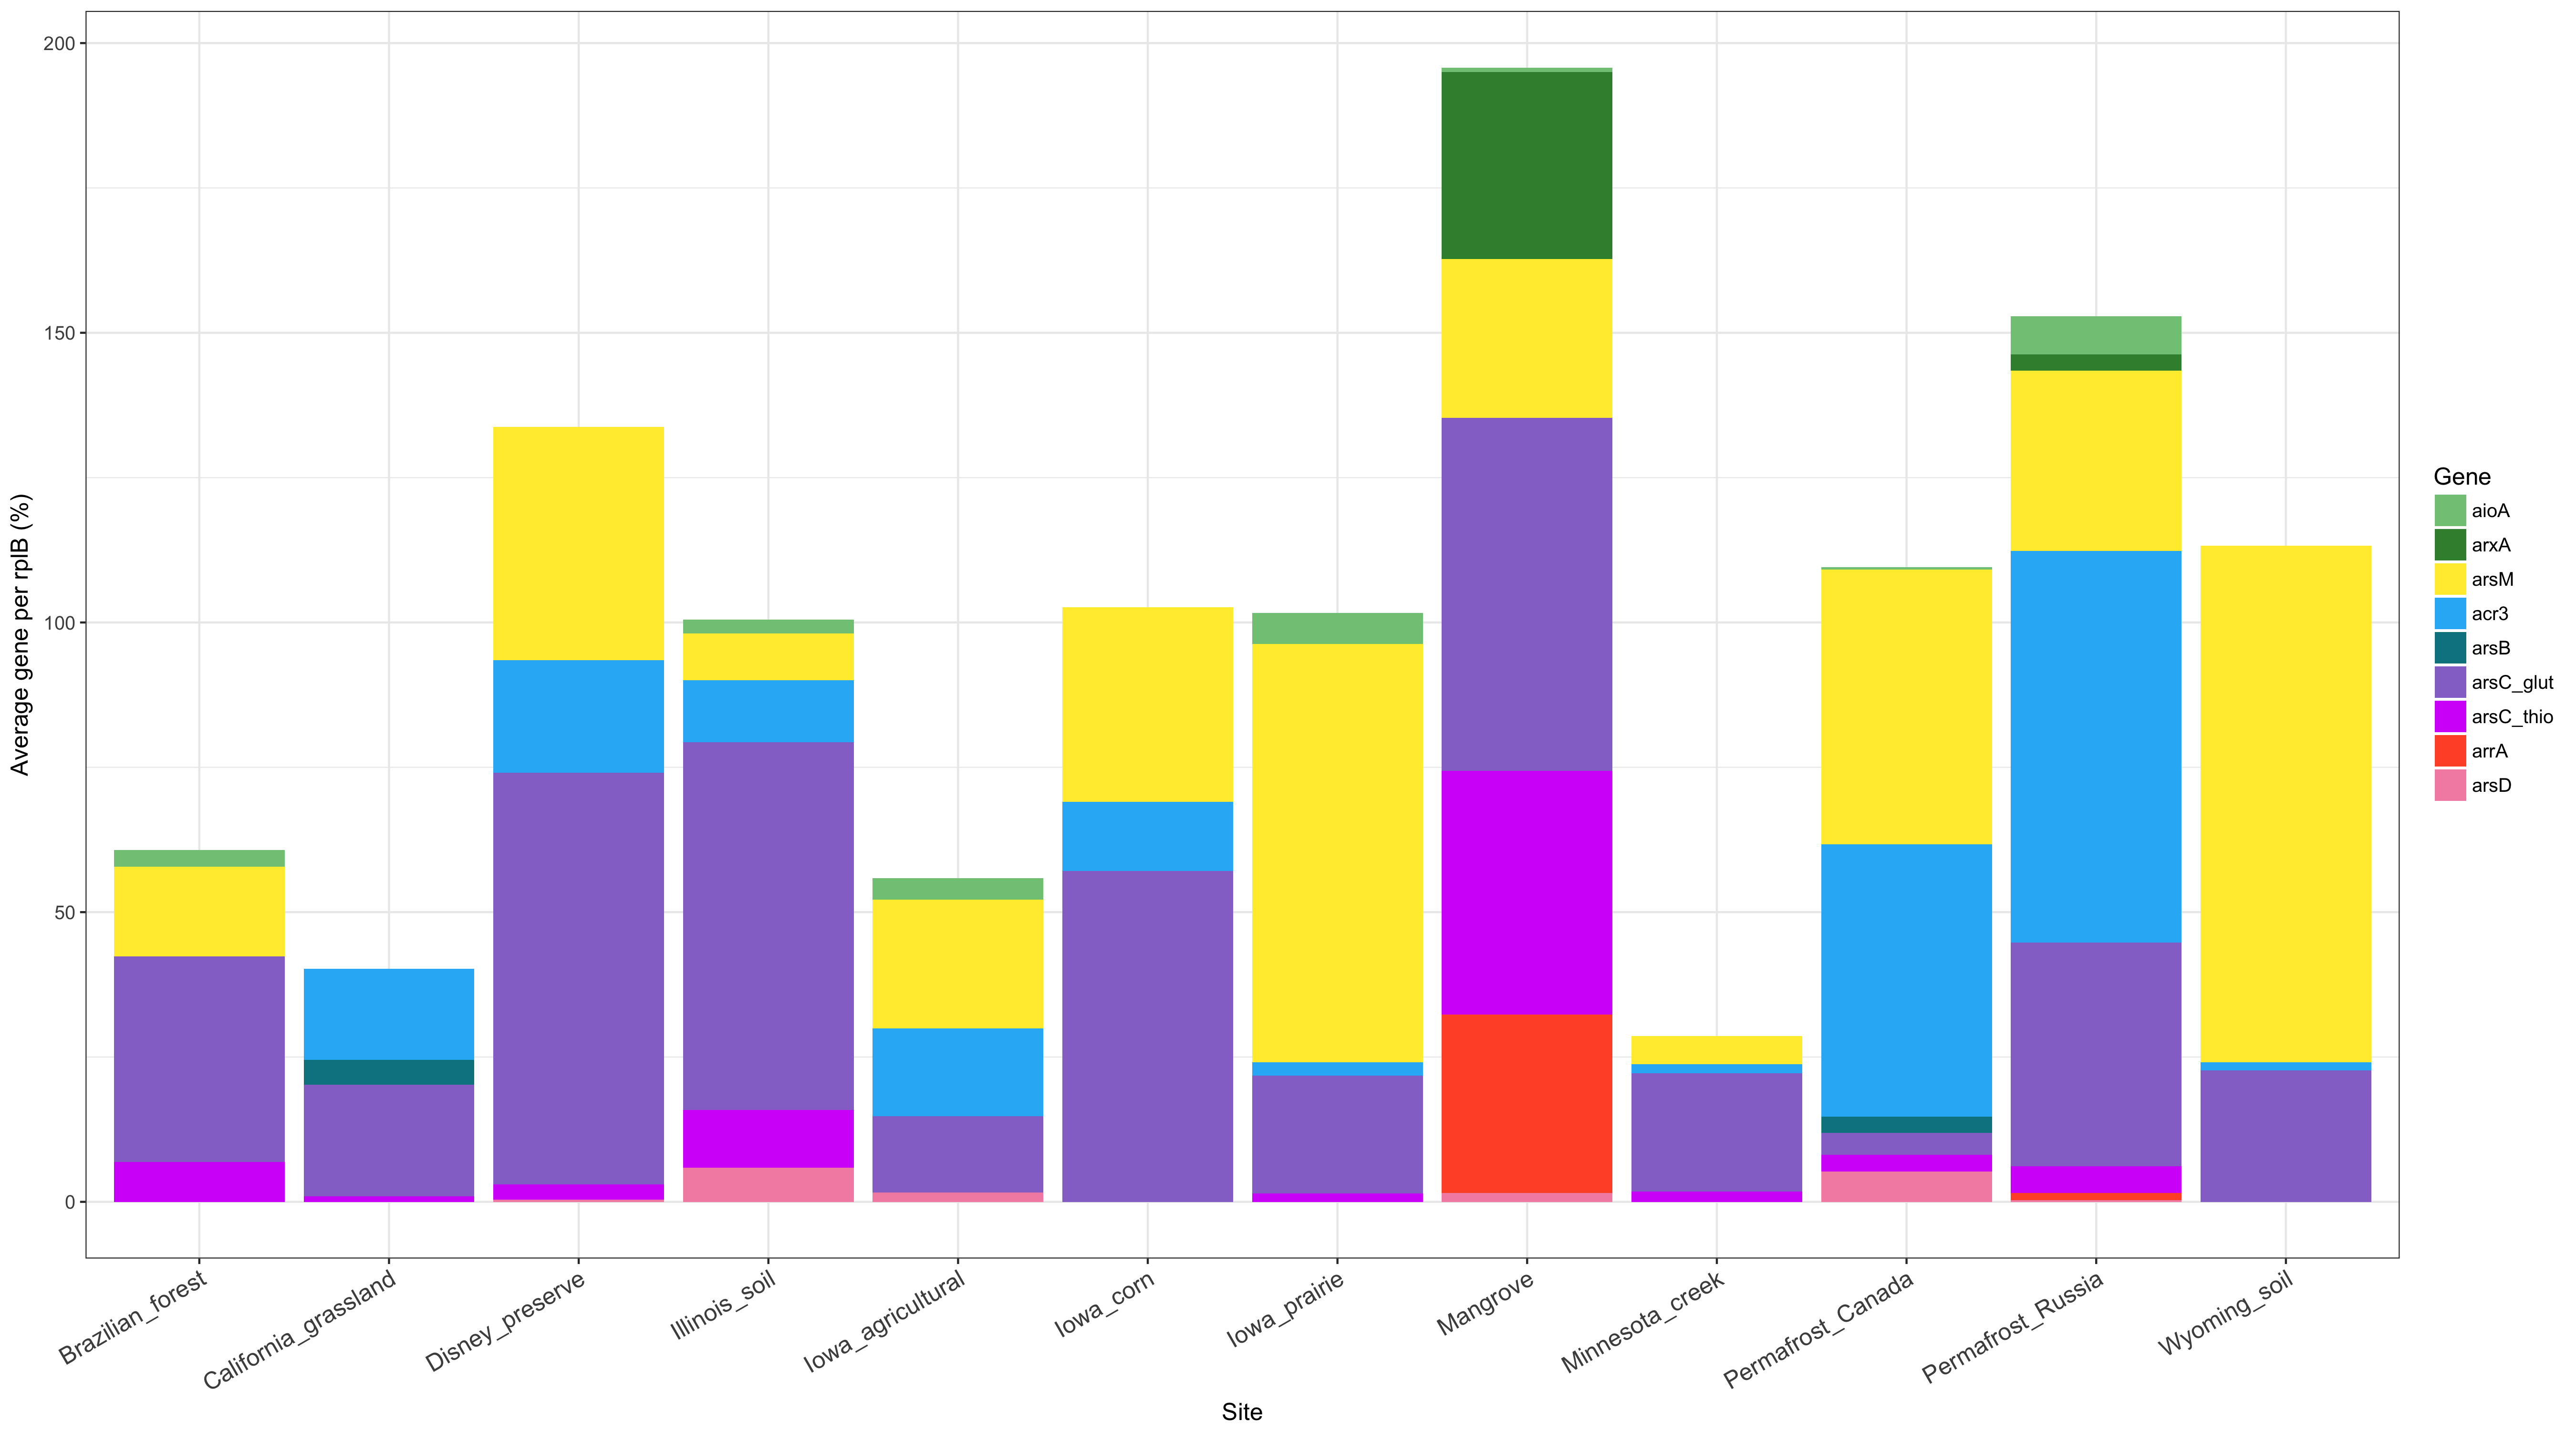 Average gene per rplB (%)
200
150
100
50
0
Brazilian_forest
California_grassland
Disney_preserve
Illinois_soil
Iowa_agricultural
Iowa_corn
Iowa_prairie
Mangrove
Minnesota_creek
Permafrost_Canada
Permafrost_Russia
Wyoming_soil
Site
Gene
aioA
arxA
arsM
acr3
arsB
arsC_glut
arsC_thio
arrA
arsD